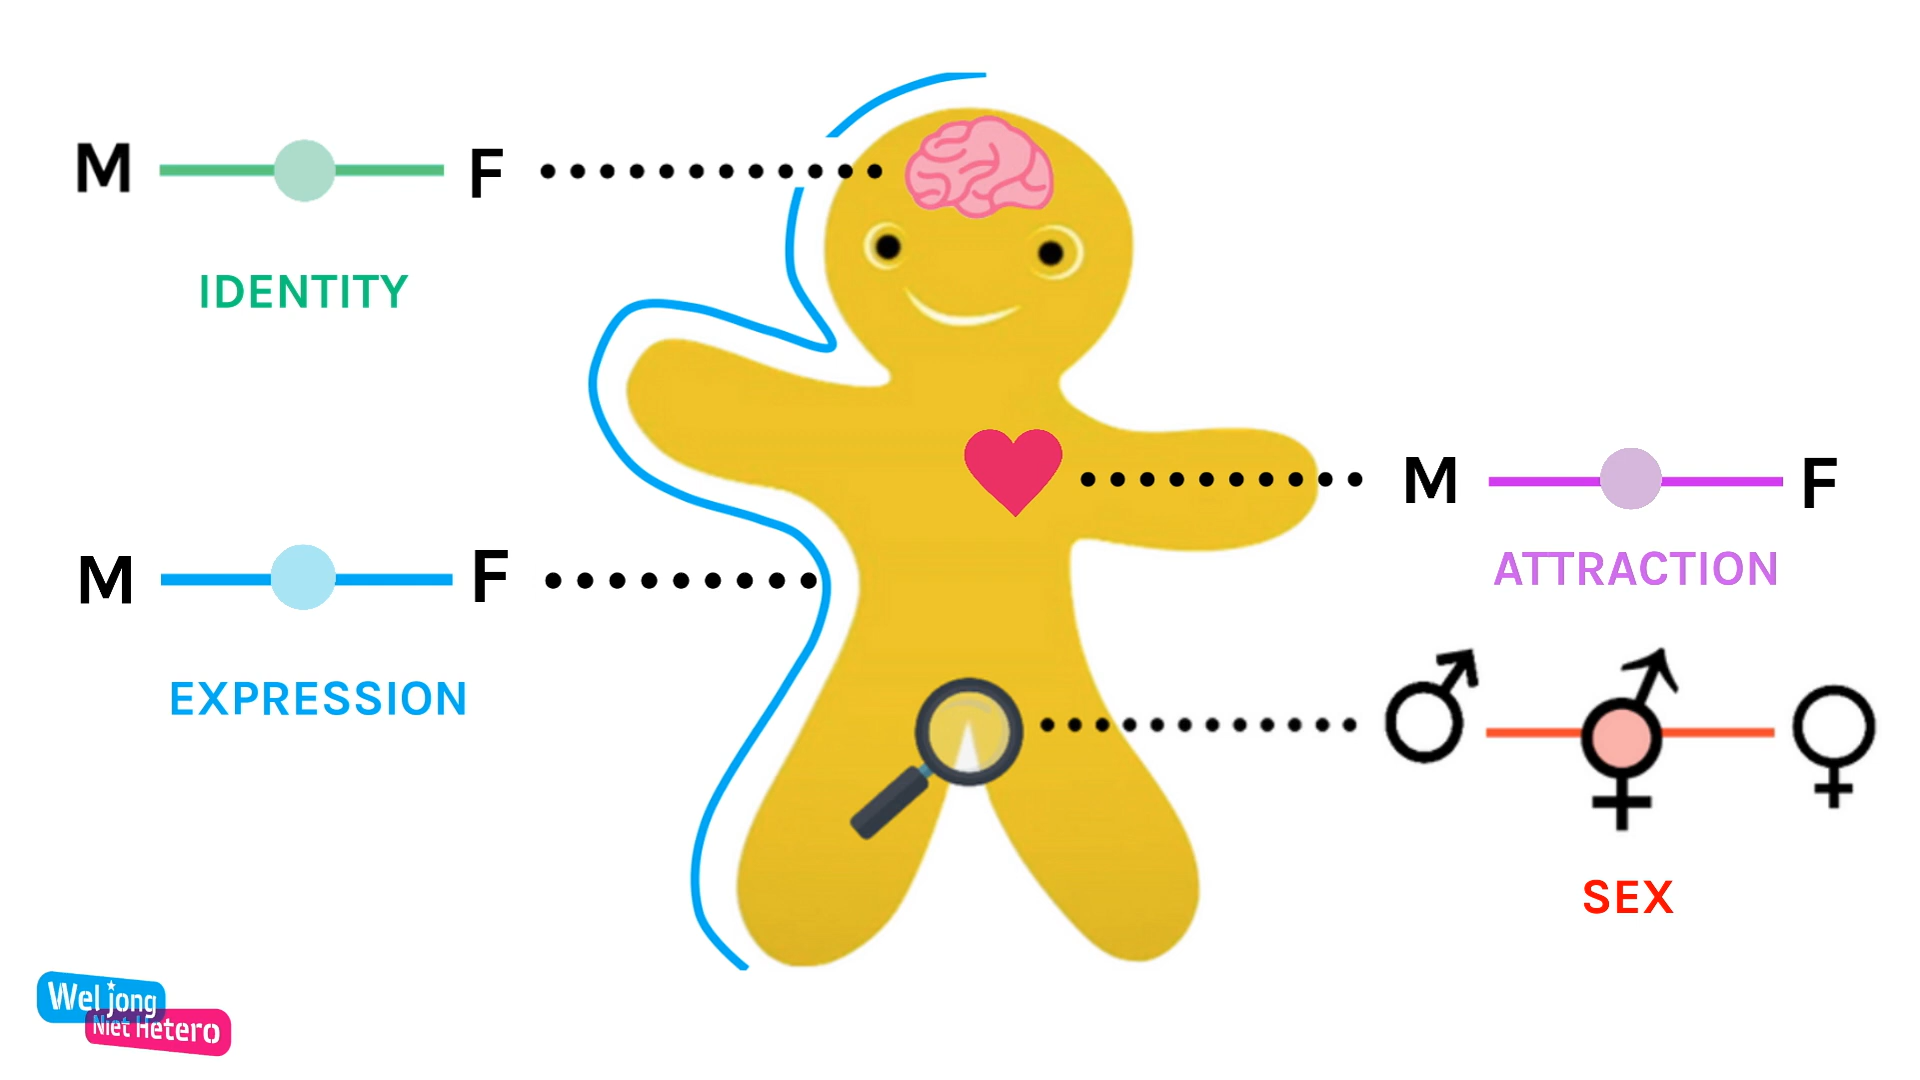 M F
IDENTITY
M F
EXPRESSION
M F
ATTRACTION
SEX
Wel jong
Niet Hetero